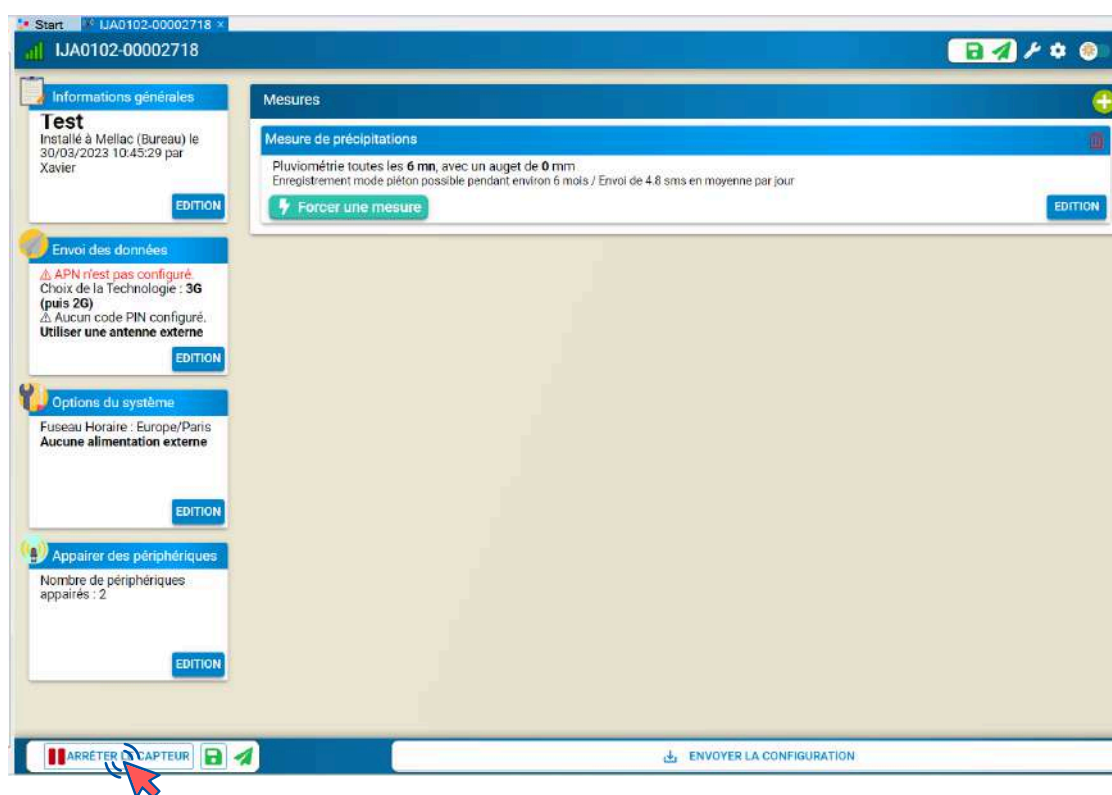 Start IJA0102-00002718 ×
IJA0102-00002718
Informations générales
Test
Installé à Mellac (Bureau) le
30/03/2023 10:45:29 par
Xavier
EDITION
Envoi des données
⚠ APN n'est pas configuré.
Choix de la Technologie : 3G
(puis 2G)
⚠ Aucun code PIN configuré.
Utiliser une antenne externe
EDITION
Options du système
Fuseau Horaire : Europe/Paris
Aucune alimentation externe
EDITION
Appairer des périphériques
Nombre de périphériques
appairés : 2
EDITION
Mesures
Mesure de précipitations
Pluviométrie toutes les 6 mn, avec un auget de 0 mm
Enregistrement mode piéton possible pendant environ 6 mois / Envoi de 4.8 sms en moyenne par jour
Forcer une mesure
EDITION
ARRÊTER LE CAPTEUR
ENVOYER LA CONFIGURATION